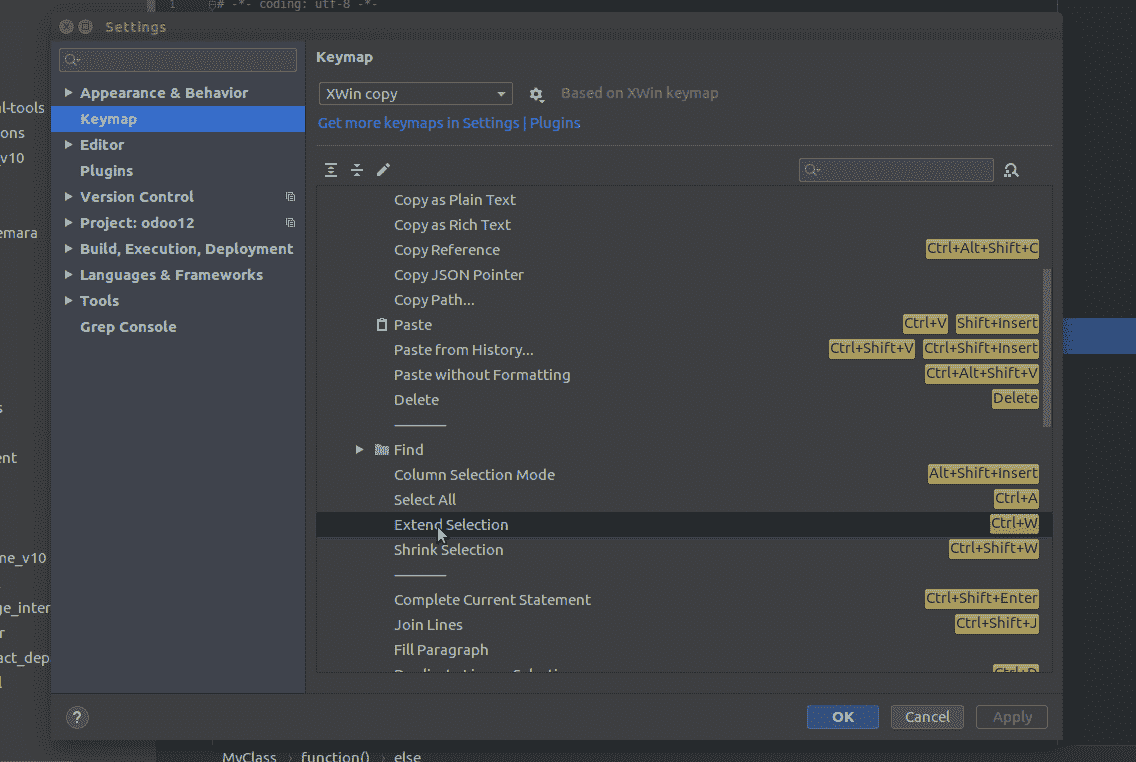 1 # -*- coding: utf-8 -*-
Settings
Appearance & Behavior
Keymap
Editor
Plugins
Version Control
Project: odoo12
Build, Execution, Deployment
Languages & Frameworks
Tools
Grep Console
Keymap
XWin copy Based on XWin keymap
Get more keymaps in Settings | Plugins
Copy as Plain Text
Copy as Rich Text
Copy Reference Ctrl+Alt+Shift+C
Copy JSON Pointer
Copy Path...
Paste Ctrl+V Shift+Insert
Paste from History... Ctrl+Shift+V Ctrl+Shift+Insert
Paste without Formatting Ctrl+Alt+Shift+V
Delete Delete
Find
Column Selection Mode Alt+Shift+Insert
Select All Ctrl+A
Extend Selection Ctrl+W
Shrink Selection Ctrl+Shift+W
Complete Current Statement Ctrl+Shift+Enter
Join Lines Ctrl+Shift+J
Fill Paragraph
? OK Cancel Apply
l-tools
ons
_v10
emara
s
ent
me_v10
ge_inter
r
act_dep
MyClass › function() › else